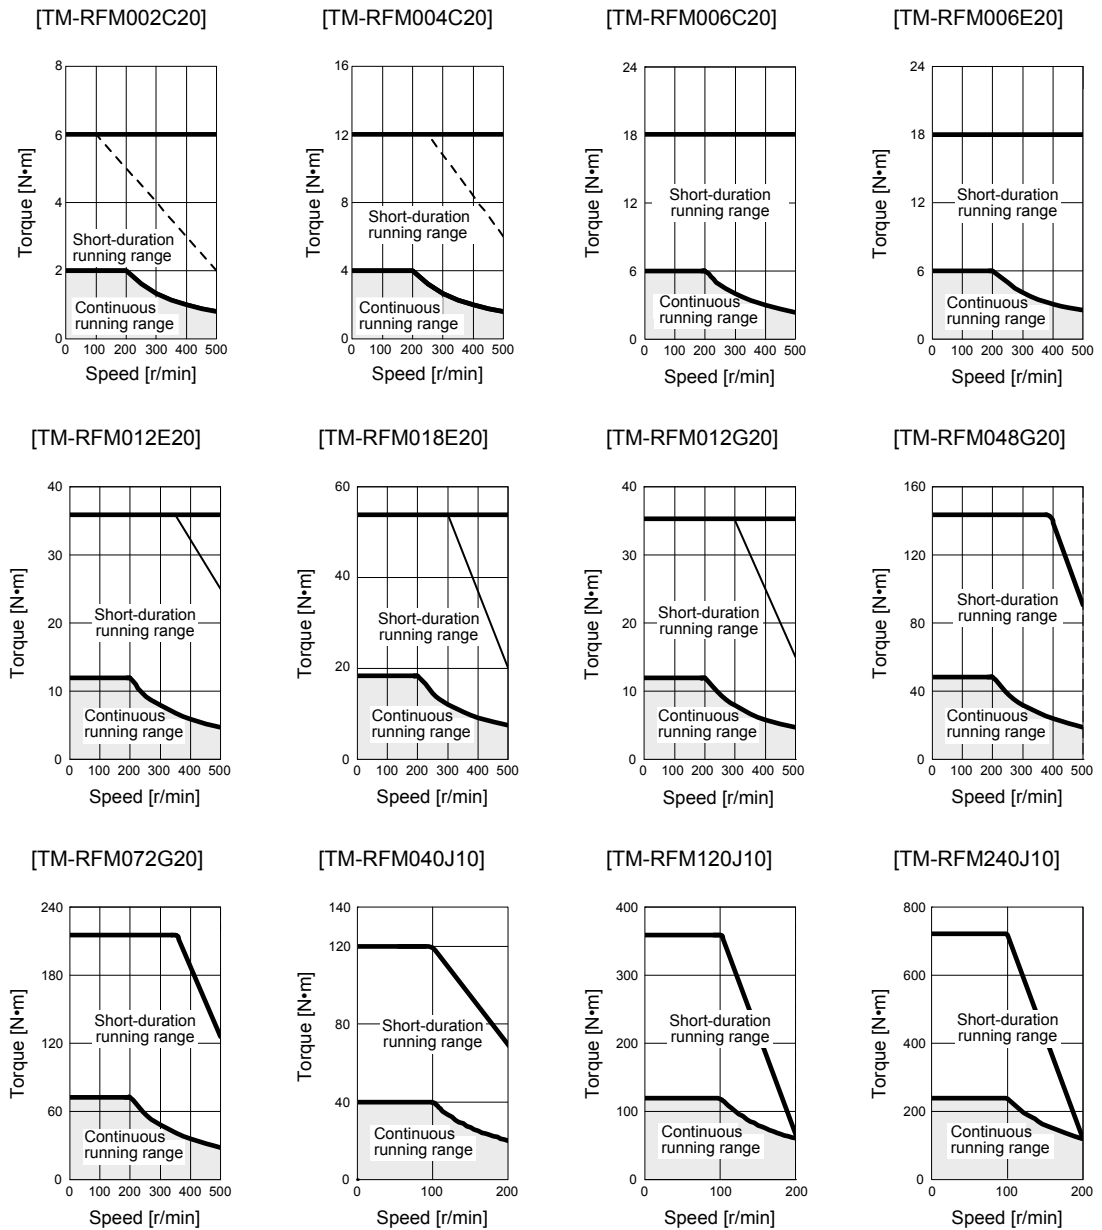 [TM-RFM002C20]
8
6
4
2
0
0 100 200 300 400 500
Torque [N•m]
Short-duration
running range
Continuous
running range
Speed [r/min]
[TM-RFM004C20]
16
12
8
4
0
0 100 200 300 400 500
Torque [N•m]
Short-duration
running range
Continuous
running range
Speed [r/min]
[TM-RFM006C20]
24
18
12
6
0
0 100 200 300 400 500
Torque [N•m]
Short-duration
running range
Continuous
running range
Speed [r/min]
[TM-RFM006E20]
24
18
12
6
0
0 100 200 300 400 500
Torque [N•m]
Short-duration
running range
Continuous
running range
Speed [r/min]
[TM-RFM012E20]
40
30
20
10
0
0 100 200 300 400 500
Torque [N•m]
Short-duration
running range
Continuous
running range
Speed [r/min]
[TM-RFM018E20]
60
40
20
0
0 100 200 300 400 500
Torque [N•m]
Short-duration
running range
Continuous
running range
Speed [r/min]
[TM-RFM012G20]
40
30
20
10
0
0 100 200 300 400 500
Torque [N•m]
Short-duration
running range
Continuous
running range
Speed [r/min]
[TM-RFM048G20]
160
120
80
40
0
0 100 200 300 400 500
Torque [N•m]
Short-duration
running range
Continuous
running range
Speed [r/min]
[TM-RFM072G20]
240
180
120
60
0
0 100 200 300 400 500
Torque [N•m]
Short-duration
running range
Continuous
running range
Speed [r/min]
[TM-RFM040J10]
140
120
80
40
0
0 100 200
Torque [N•m]
Short-duration
running range
Continuous
running range
Speed [r/min]
[TM-RFM120J10]
400
300
200
100
0
0 100 200
Torque [N•m]
Short-duration
running range
Continuous
running range
Speed [r/min]
[TM-RFM240J10]
800
600
400
200
0
0 100 200
Torque [N•m]
Short-duration
running range
Continuous
running range
Speed [r/min]